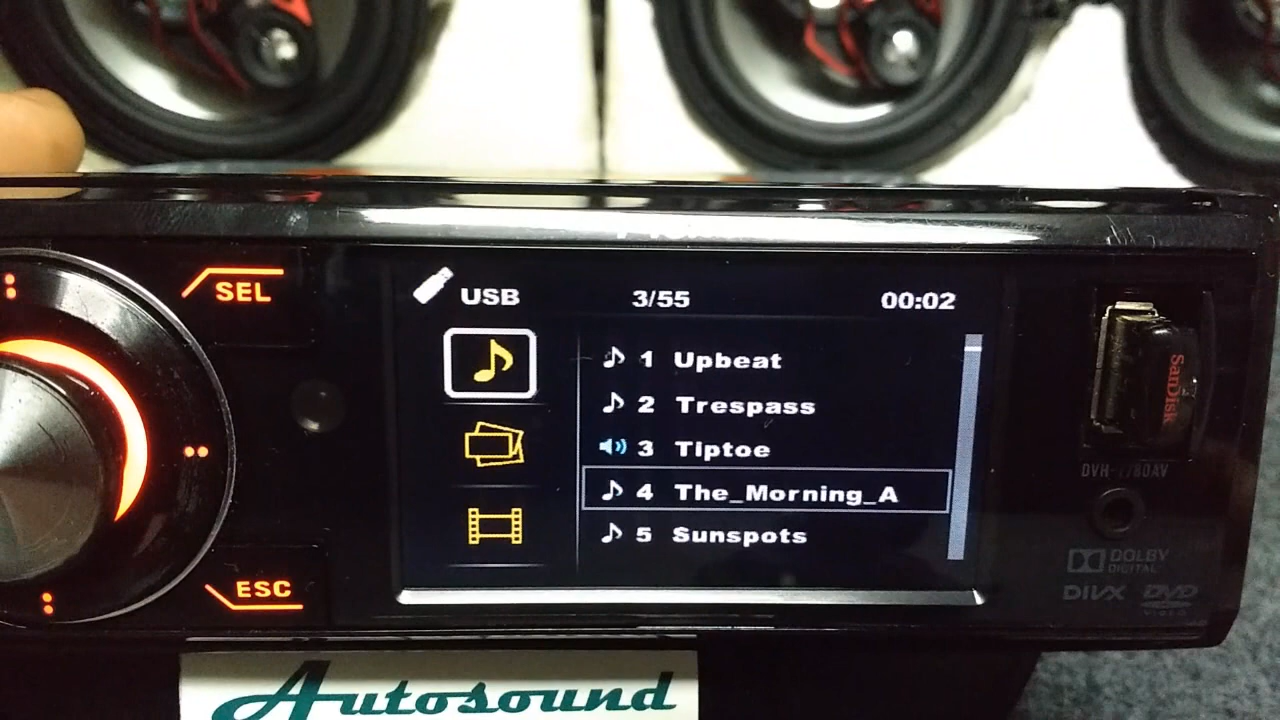 SEL
USB 3/55 00:02
1 Upbeat
2 Trespass
3 Tiptoe
4 The_Morning_A
5 Sunspots
ESC
SanDisk
DOLBY
DIGITAL
DIVX DVD
VIDEO
Autosound